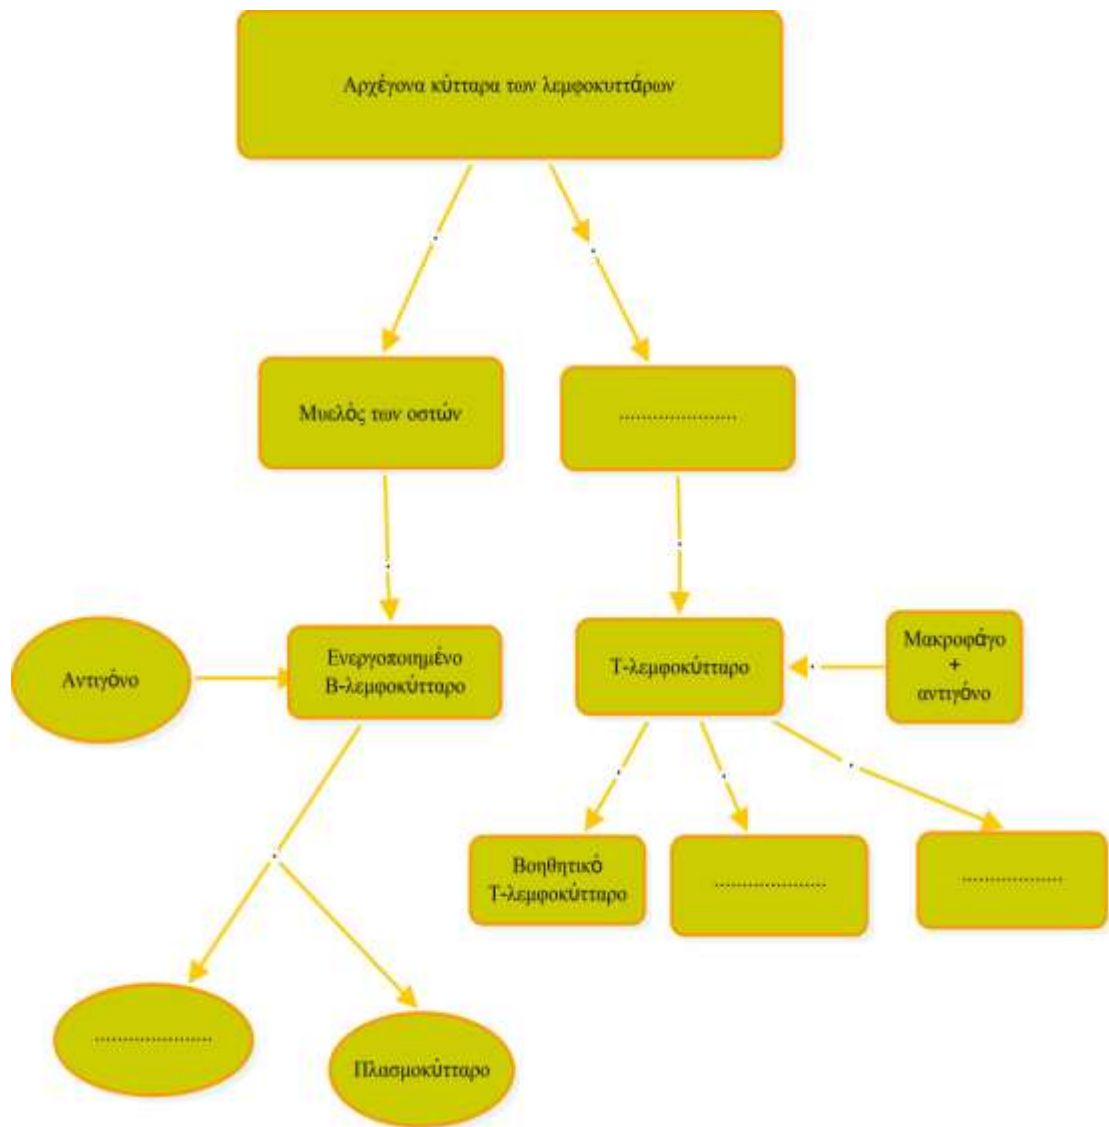 Αρχέγονα κύτταρα των λεμφοκυττάρων
Μυελός των οστών
.....................
Αντιγόνο
Ενεργοποιημένο
Β-λεμφοκύτταρο
Τ-λεμφοκύτταρο
Μακροφάγο
+
αντιγόνο
Βοηθητικό
Τ-λεμφοκύτταρο
....................
..................
.....................
Πλασμοκύτταρο